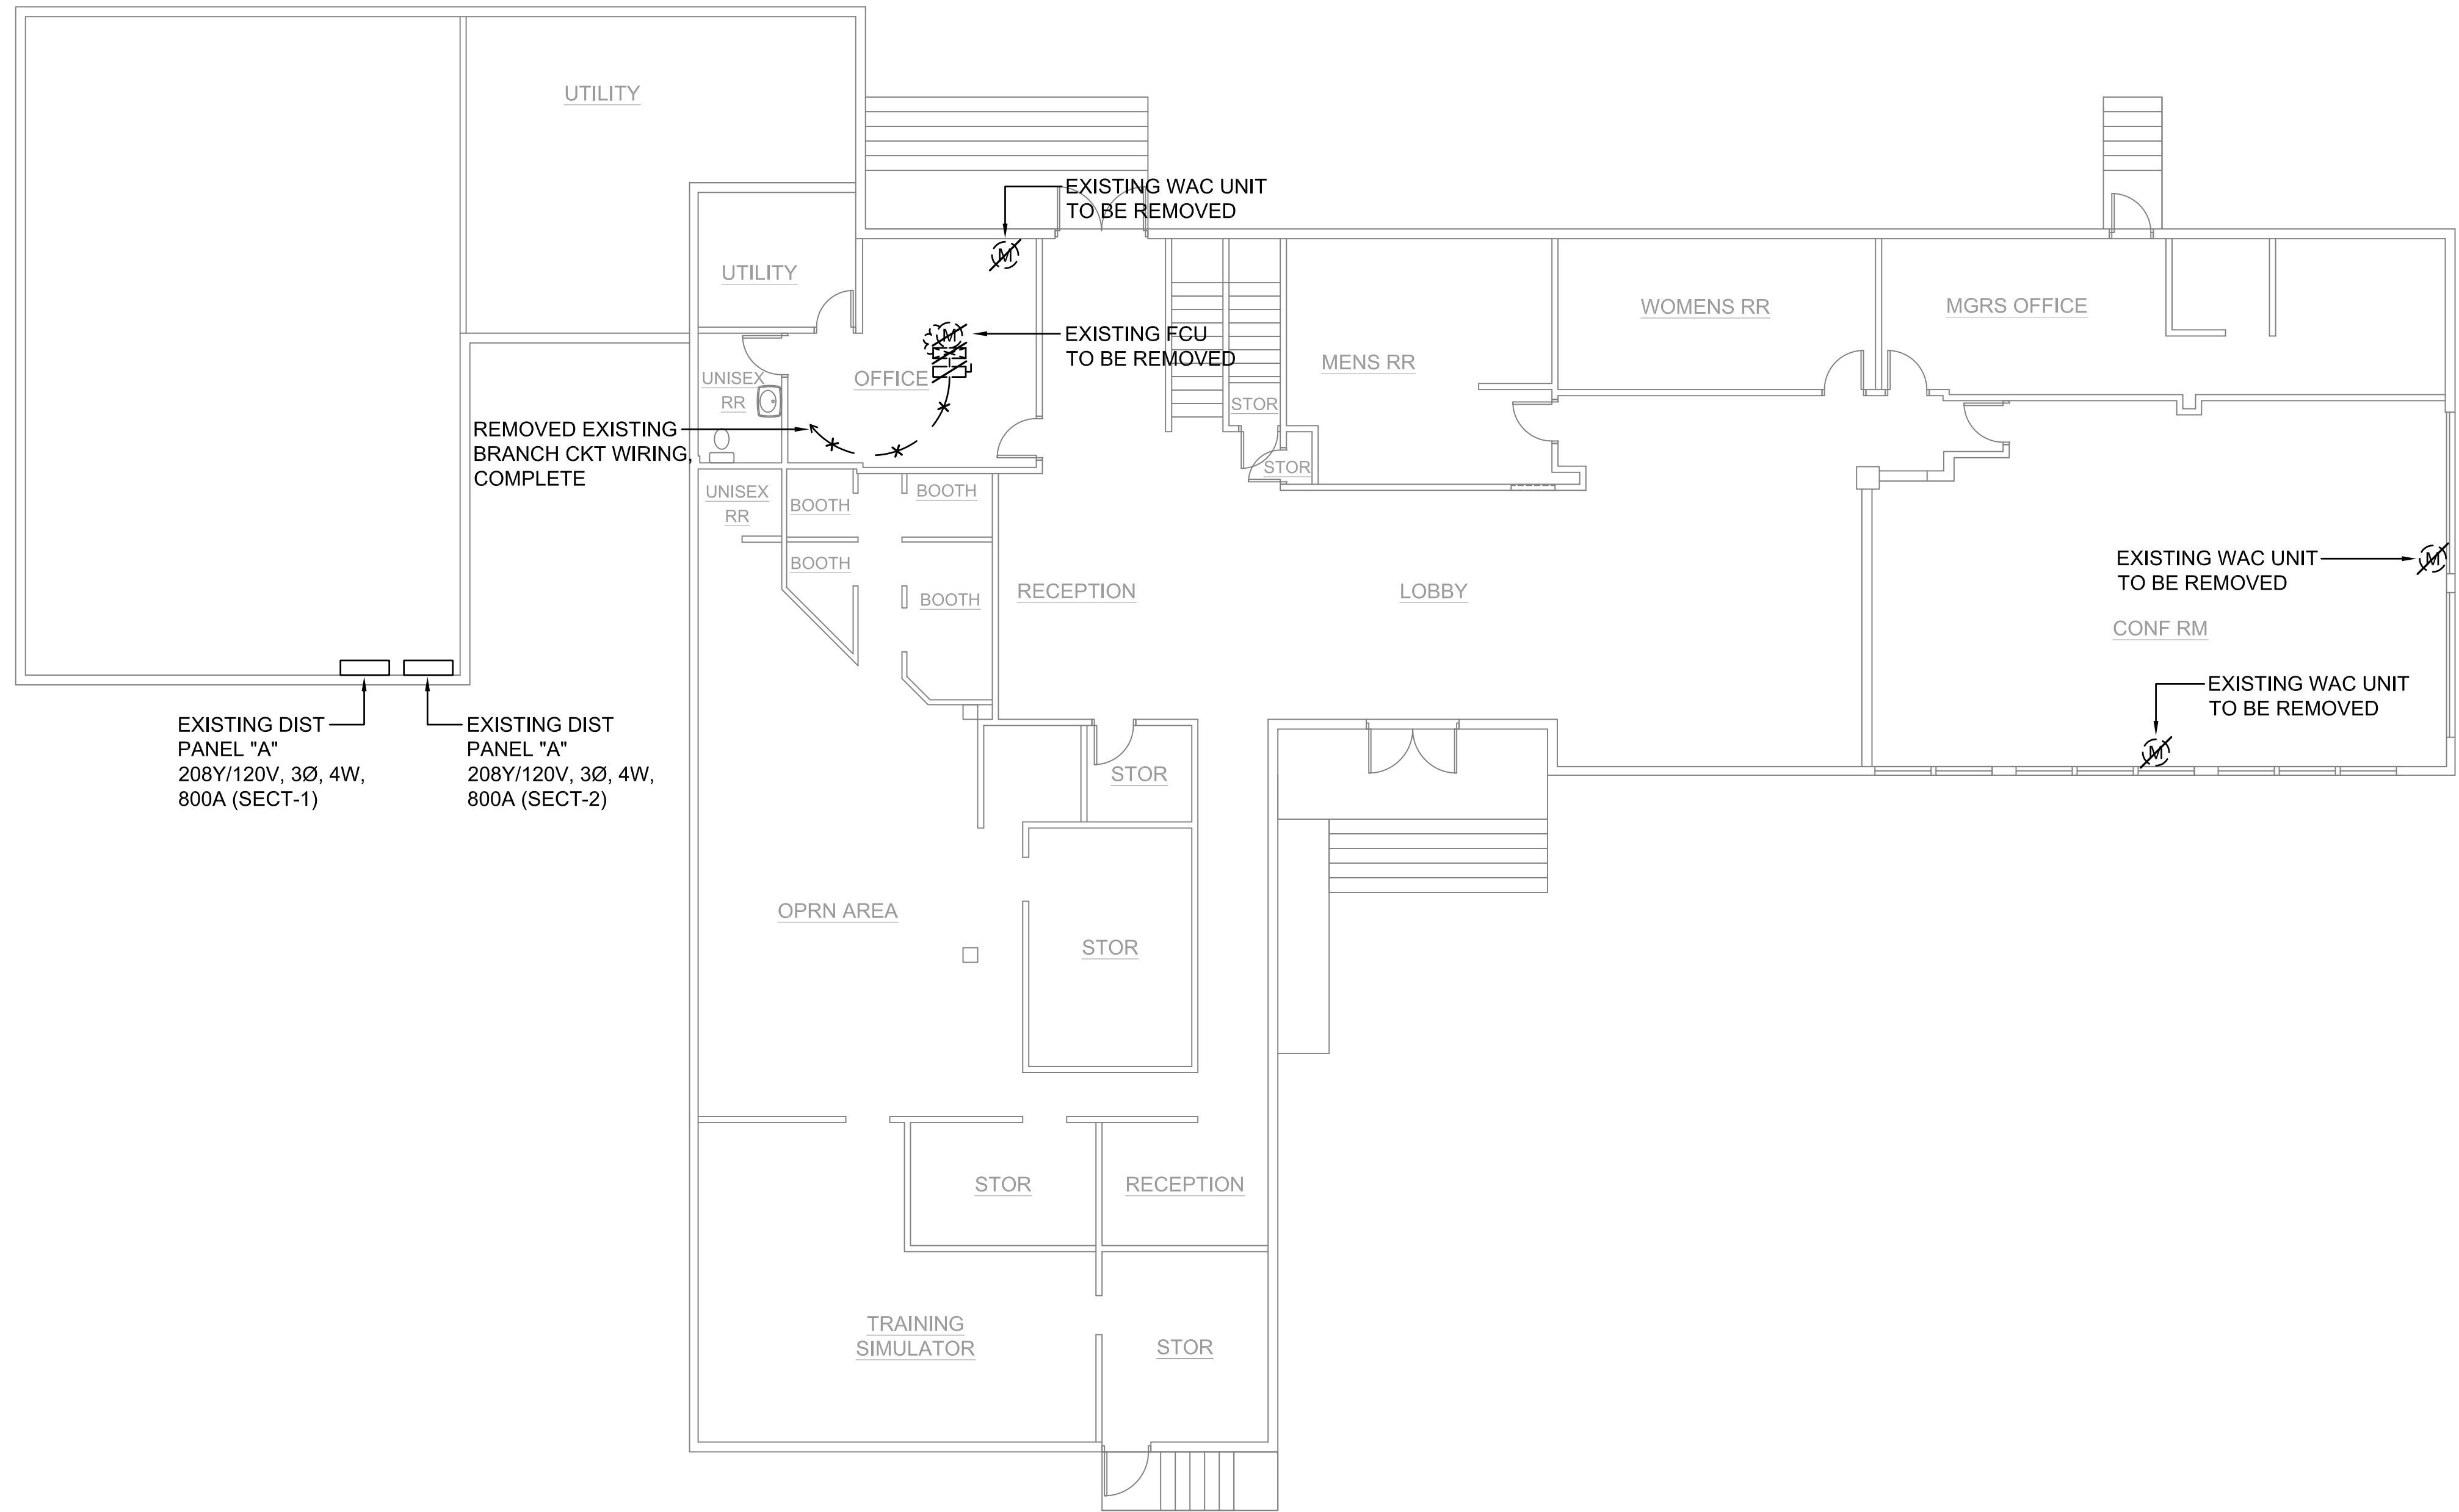 UTILITY
EXISTING WAC UNIT
TO BE REMOVED
UTILITY
M
WOMENS RR
MGRS OFFICE
EXISTING FCU
TO BE REMOVED
M
MENS RR
UNISEX
RR
OFFICE
STOR
REMOVED EXISTING
BRANCH CKT WIRING,
COMPLETE
STOR
UNISEX
RR
BOOTH
BOOTH
BOOTH
BOOTH
RECEPTION
LOBBY
EXISTING WAC UNIT
TO BE REMOVED
M
CONF RM
EXISTING WAC UNIT
TO BE REMOVED
M
EXISTING DIST
PANEL "A"
208Y/120V, 3Ø, 4W,
800A (SECT-1)
EXISTING DIST
PANEL "A"
208Y/120V, 3Ø, 4W,
800A (SECT-2)
STOR
OPRN AREA
STOR
STOR
RECEPTION
TRAINING
SIMULATOR
STOR